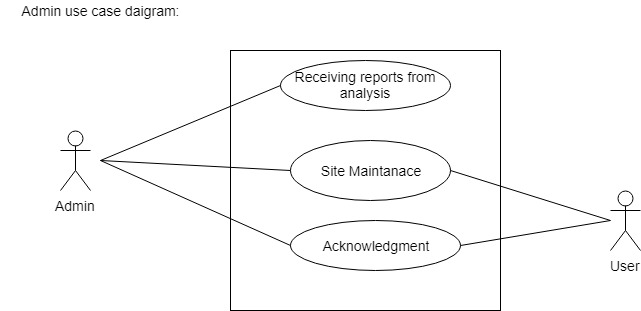 Admin use case daigram:
Receiving reports from
analysis
Site Maintanace
Admin
Acknowledgment
User